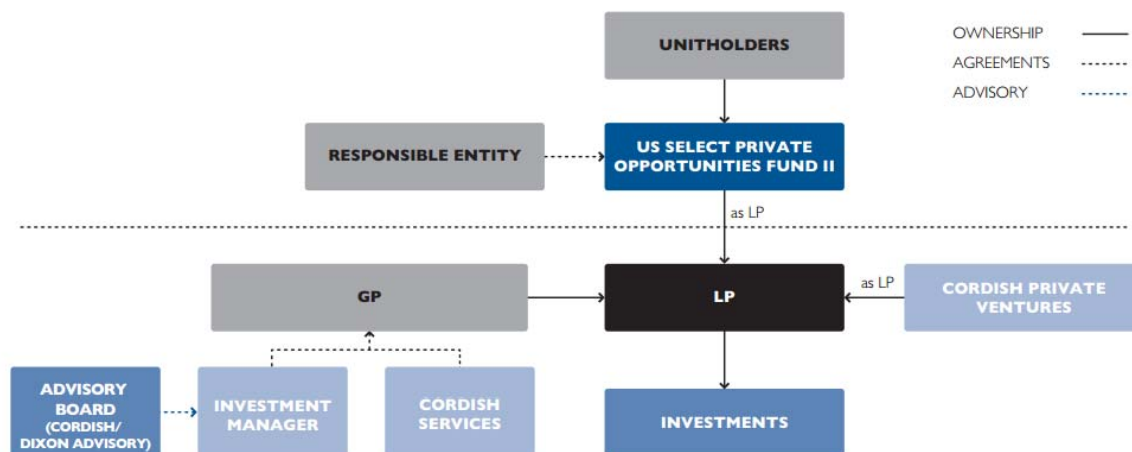 UNITHOLDERS
OWNERSHIP
AGREEMENTS
ADVISORY
RESPONSIBLE ENTITY
US SELECT PRIVATE
OPPORTUNITIES FUND II
as LP
GP
LP
as LP
CORDISH PRIVATE
VENTURES
ADVISORY
BOARD
(CORDISH/
DIXON ADVISORY)
INVESTMENT
MANAGER
CORDISH
SERVICES
INVESTMENTS